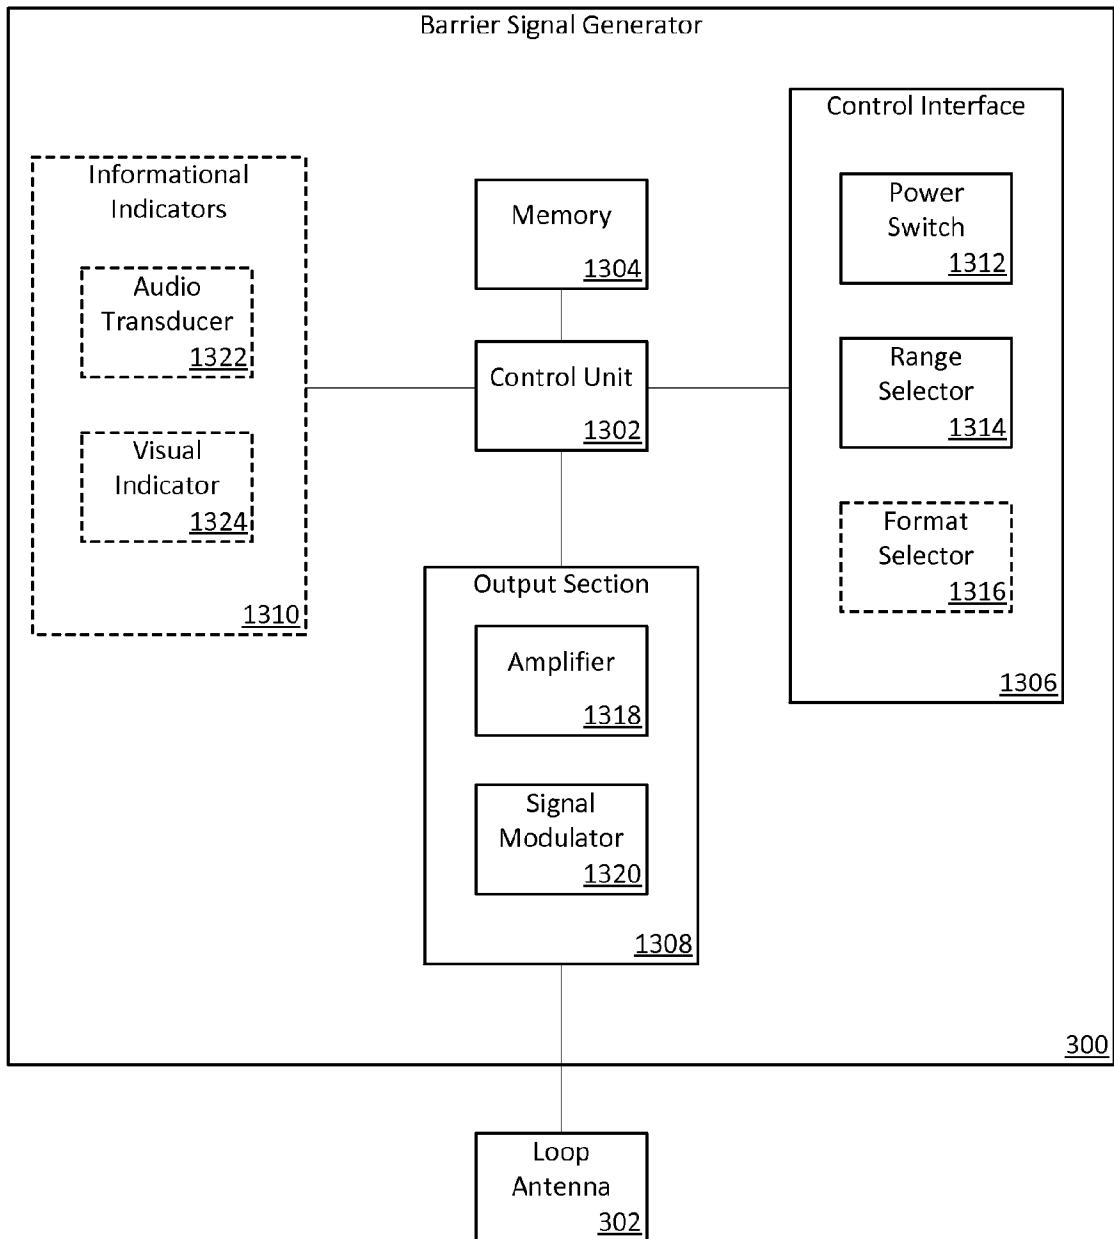 Barrier Signal Generator
Informational
Indicators
Audio
Transducer
1322
Visual
Indicator
1324
1310
Memory
1304
Control Unit
1302
Control Interface
Power
Switch
1312
Range
Selector
1314
Format
Selector
1316
1306
Output Section
Amplifier
1318
Signal
Modulator
1320
1308
300
Loop
Antenna
302